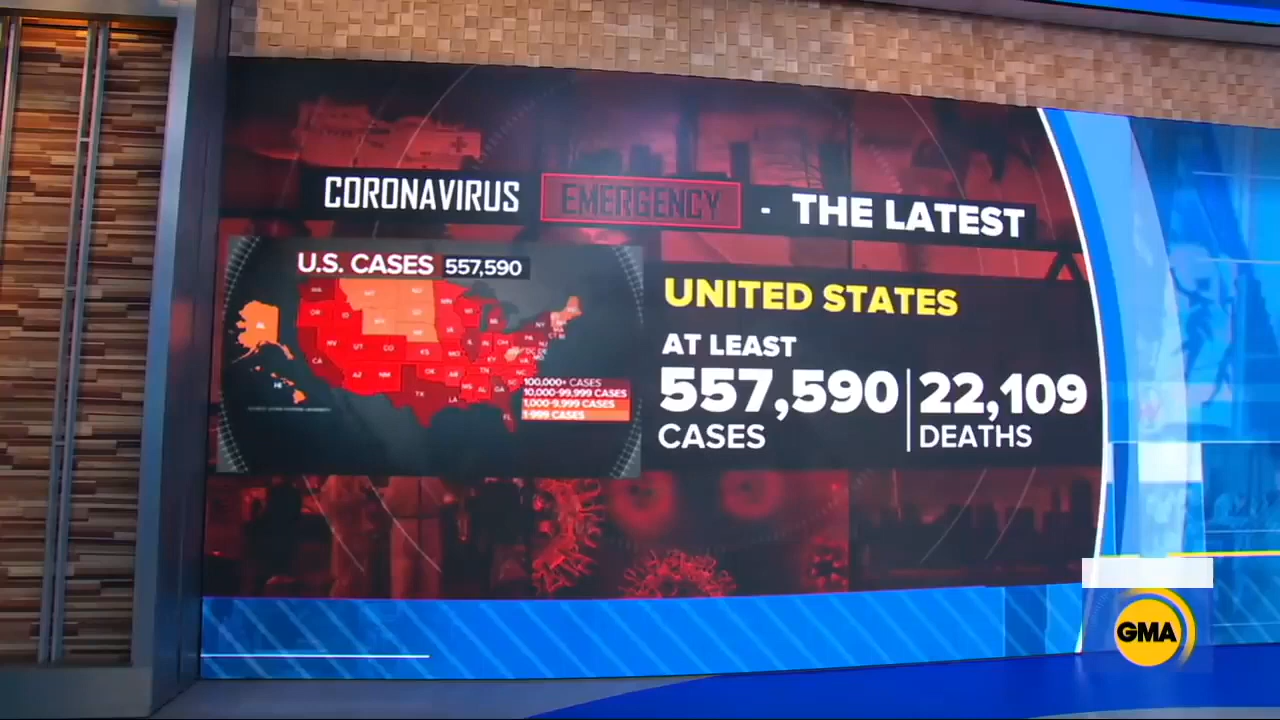 CORONAVIRUS EMERGENCY - THE LATEST
U.S. CASES 557,590
100,000+ CASES
10,000-99,999 CASES
1,000-9,999 CASES
1-999 CASES
UNITED STATES
AT LEAST
557,590 22,109
CASES DEATHS
GMA